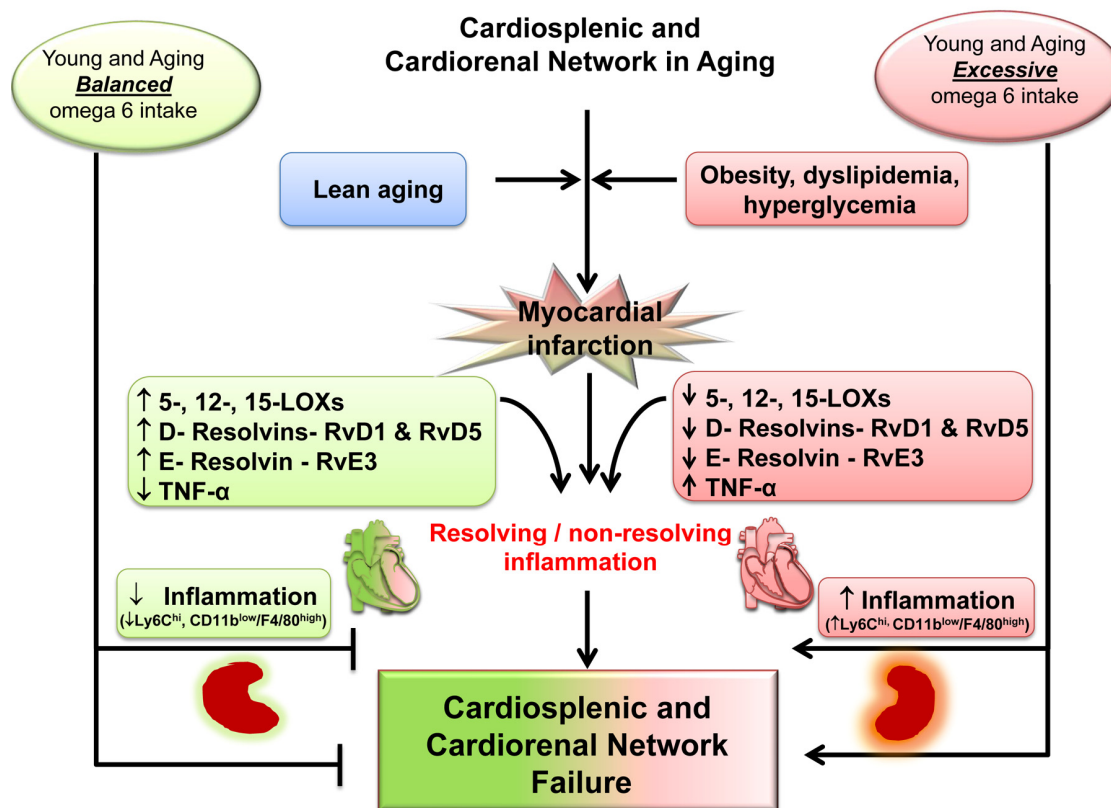 Young and Aging
Balanced
omega 6 intake
Cardiosplenic and
Cardiorenal Network in Aging
Young and Aging
Excessive
omega 6 intake
Lean aging
Obesity, dyslipidemia,
hyperglycemia
Myocardial
infarction
↑ 5-, 12-, 15-LOXs
↑ D- Resolvins- RvD1 & RvD5
↑ E- Resolvin - RvE3
↓ TNF-α
↓ 5-, 12-, 15-LOXs
↓ D- Resolvins- RvD1 & RvD5
↓ E- Resolvin - RvE3
↑ TNF-α
Resolving / non-resolving
inflammation
↓ Inflammation
(↓Ly6Cʰⁱ, CD11bˡᵒʷ/F4/80ʰⁱᵍʰ)
↑ Inflammation
(↑Ly6Cʰⁱ, CD11bˡᵒʷ/F4/80ʰⁱᵍʰ)
Cardiosplenic and
Cardiorenal Network
Failure